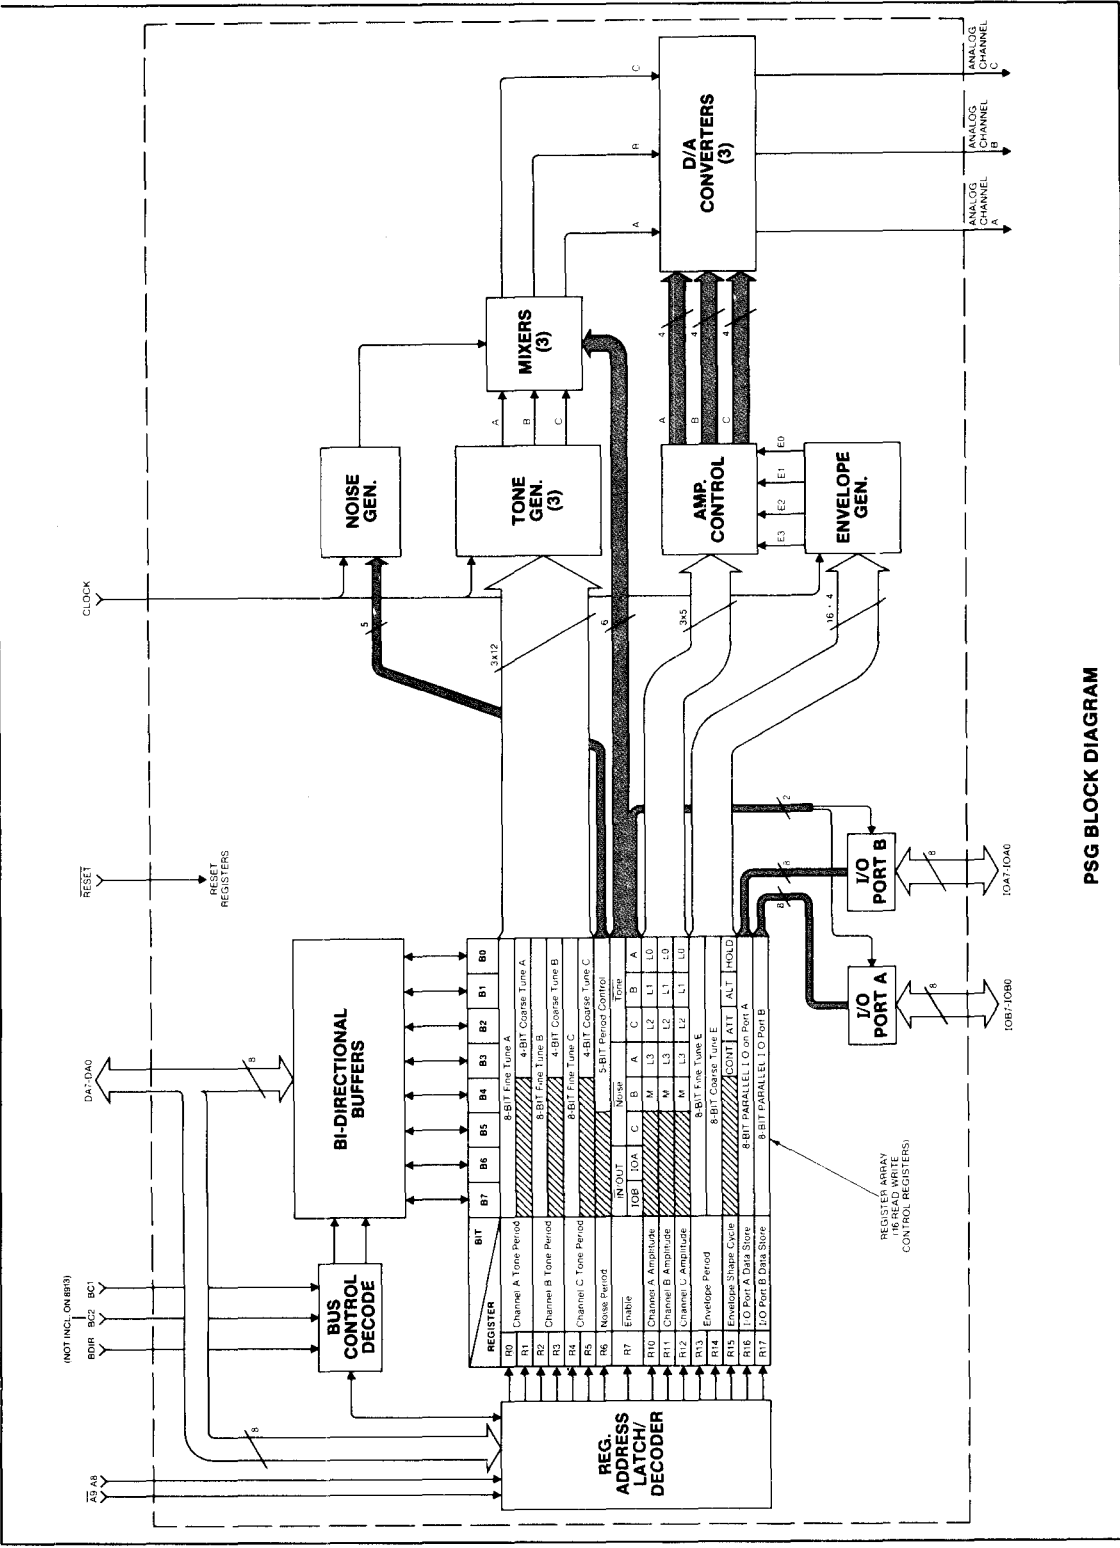 A9 A8
BDIR BC2 BC1
(NOT INCL. ON 8913)
DA7-DA0
RESET
CLOCK
8
8
RESET
REGISTERS
BUS
CONTROL
DECODE
BI-DIRECTIONAL
BUFFERS
NOISE
GEN.
REG.
ADDRESS
LATCH/
DECODER
REGISTER BIT B7 B6 B5 B4 B3 B2 B1 B0
R0 Channel A Tone Period 8-BIT Fine Tune A
R1 4-BIT Coarse Tune A
R2 Channel B Tone Period 8-BIT Fine Tune B
R3 4-BIT Coarse Tune B
R4 Channel C Tone Period 8-BIT Fine Tune C
R5 4-BIT Coarse Tune C
R6 Noise Period 5-BIT Period Control
R7 Enable IN/OUT Noise Tone
IOB IOA C B A C B A
R10 Channel A Amplitude M L3 L2 L1 L0
R11 Channel B Amplitude M L3 L2 L1 L0
R12 Channel C Amplitude M L3 L2 L1 L0
R13 Envelope Period 8-BIT Fine Tune E
R14 8-BIT Coarse Tune E
R15 Envelope Shape Cycle CONT ATT ALT HOLD
R16 I/O Port A Data Store 8-BIT PARALLEL I O on Port A
R17 I/O Port B Data Store 8-BIT PARALLEL I O Port B
REGISTER ARRAY
(16 READ WRITE
CONTROL REGISTERS)
5
3x12
6
3x5
16 + 4
2
8
8
TONE
GEN.
(3)
A
B
C
MIXERS
(3)
AMP.
CONTROL
E3 E2 E1 E0
ENVELOPE
GEN.
A 4
B 4
C 4
A B C
D/A
CONVERTERS
(3)
I/O
PORT A
I/O
PORT B
8
8
IOB7-IOB0
IOA7-IOA0
ANALOG
CHANNEL
A
ANALOG
CHANNEL
B
ANALOG
CHANNEL
C
PSG BLOCK DIAGRAM